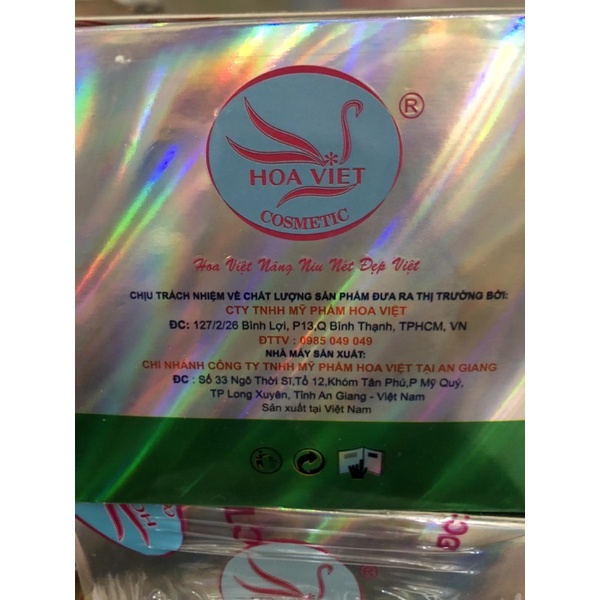 ®
HOA VIỆT
COSMETIC
Hoa Việt Nâng Niu Nét Đẹp Việt
CHỊU TRÁCH NHIỆM VỀ CHẤT LƯỢNG SẢN PHẨM ĐƯA RA THỊ TRƯỜNG BỞI:
CTY TNHH MỸ PHẨM HOA VIỆT
ĐC: 127/2/26 Bình Lợi, P13,Q Bình Thạnh, TPHCM, VN
ĐTTV : 0985 049 049
NHÀ MÁY SẢN XUẤT:
CHI NHÁNH CÔNG TY TNHH MỸ PHẨM HOA VIỆT TẠI AN GIANG
ĐC : Số 33 Ngô Thời Sĩ,Tổ 12,Khóm Tân Phú,P Mỹ Quý,
TP Long Xuyên, Tỉnh An Giang - Việt Nam
Sản xuất tại Việt Nam
HO
CT
ĐC:
®